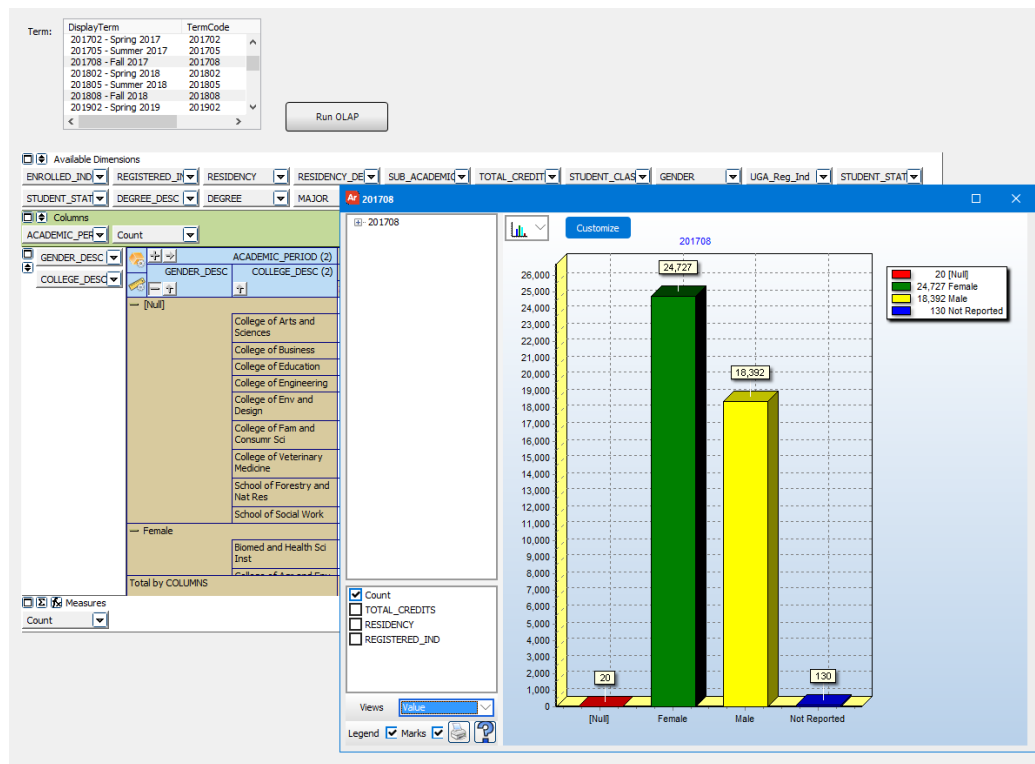 Term:
DisplayTerm TermCode
201702 - Spring 2017 201702
201705 - Summer 2017 201705
201708 - Fall 2017 201708
201802 - Spring 2018 201802
201805 - Summer 2018 201805
201808 - Fall 2018 201808
201902 - Spring 2019 201902
Run OLAP
Available Dimensions
ENROLLED_IND REGISTERED_IN RESIDENCY RESIDENCY_DE SUB_ACADEMIC TOTAL_CREDIT STUDENT_CLAS GENDER UGA_Reg_Ind STUDENT_STAT
STUDENT_STAT DEGREE_DESC DEGREE MAJOR
Columns
ACADEMIC_PER Count
GENDER_DESC
COLLEGE_DESC
ACADEMIC_PERIOD (2)
GENDER_DESC COLLEGE_DESC (2)
[Null]
College of Arts and
Sciences
College of Business
College of Education
College of Engineering
College of Env and
Design
College of Fam and
Consumr Sci
College of Veterinary
Medicine
School of Forestry and
Nat Res
School of Social Work
Female
Biomed and Health Sci
Inst
Total by COLUMNS
Measures
Count
Ar 201708
201708
Count
TOTAL_CREDITS
RESIDENCY
REGISTERED_IND
Views Value
Legend Marks
Customize
201708
26,000
25,000
24,000
23,000
22,000
21,000
20,000
19,000
18,000
17,000
16,000
15,000
14,000
13,000
12,000
11,000
10,000
9,000
8,000
7,000
6,000
5,000
4,000
3,000
2,000
1,000
0
20
24,727
18,392
130
[Null] Female Male Not Reported
20 [Null]
24,727 Female
18,392 Male
130 Not Reported